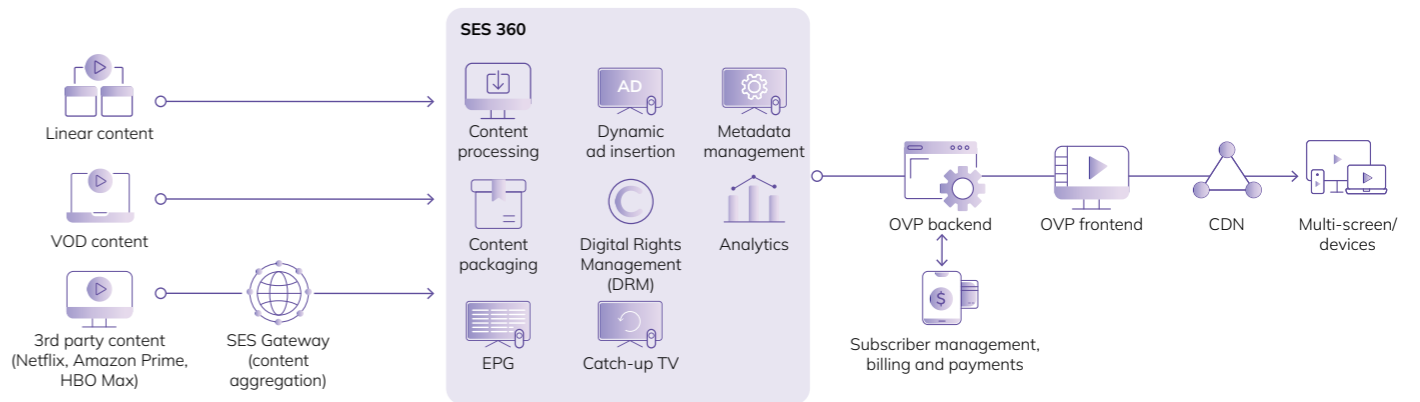 SES 360
Linear content
VOD content
3rd party content
(Netflix, Amazon Prime,
HBO Max)
SES Gateway
(content
aggregation)
Content
processing
AD
Dynamic
ad insertion
Metadata
management
Content
packaging
C
Digital Rights
Management
(DRM)
Analytics
EPG
Catch-up TV
OVP backend
$
Subscriber management,
billing and payments
OVP frontend
CDN
Multi-screen/
devices